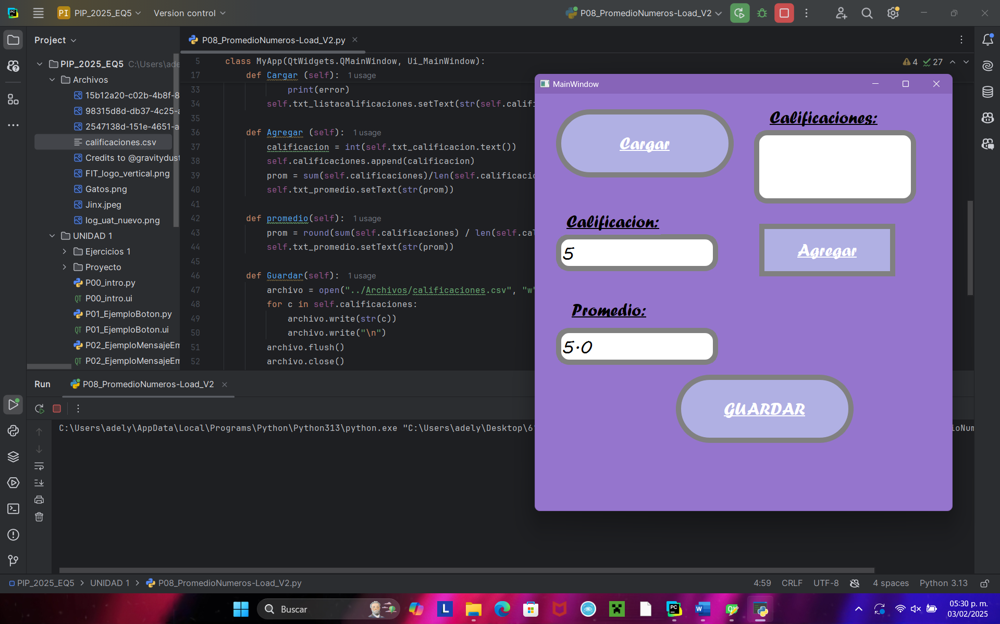 PC
PI PIP_2025_EQ5
Version control
P08_PromedioNumeros-Load_V2
Project
P08_PromedioNumeros-Load_V2.py
PIP_2025_EQ5 C:\Users\ade
Archivos
15b12a20-c02b-4b8f-8
98315d8d-db37-4c25-a
2547138d-151e-4651-a
calificaciones.csv
Credits to @gravitydust
FIT_logo_vertical.png
Gatos.png
Jinx.jpeg
log_uat_nuevo.png
UNIDAD 1
Ejercicios 1
Proyecto
P00_intro.py
P00_intro.ui
P01_EjemploBoton.py
P01_EjemploBoton.ui
P02_EjemploMensajeEm
P02_EjemploMensajeEm
5 class MyApp(QtWidgets.QMainWindow, Ui_MainWindow):
4 27
17 def Cargar (self): 1 usage
33 print(error)
34 self.txt_listacalificaciones.setText(str(self.calif
35
36 def Agregar (self): 1 usage
37 calificacion = int(self.txt_calificacion.text())
38 self.calificaciones.append(calificacion)
39 prom = sum(self.calificaciones)/len(self.calificacio
40 self.txt_promedio.setText(str(prom))
41
42 def promedio(self): 1 usage
43 prom = round(sum(self.calificaciones) / len(self.ca
44 self.txt_promedio.setText(str(prom))
45
46 def Guardar(self): 1 usage
47 archivo = open("../Archivos/calificaciones.csv", "w"
48 for c in self.calificaciones:
49 archivo.write(str(c))
50 archivo.write("\n")
51 archivo.flush()
52 archivo.close()
MainWindow
Cargar
Calificaciones:
Calificacion:
5
Agregar
Promedio:
5.0
GUARDAR
Run
P08_PromedioNumeros-Load_V2
C:\Users\adely\AppData\Local\Programs\Python\Python313\python.exe "C:\Users\adely\Desktop\6
ioNum
PIP_2025_EQ5 > UNIDAD 1 > P08_PromedioNumeros-Load_V2.py
4:59 CRLF UTF-8 4 spaces Python 3.13
Buscar
L
PC
W
Qt
05:30 p. m.
03/02/2025